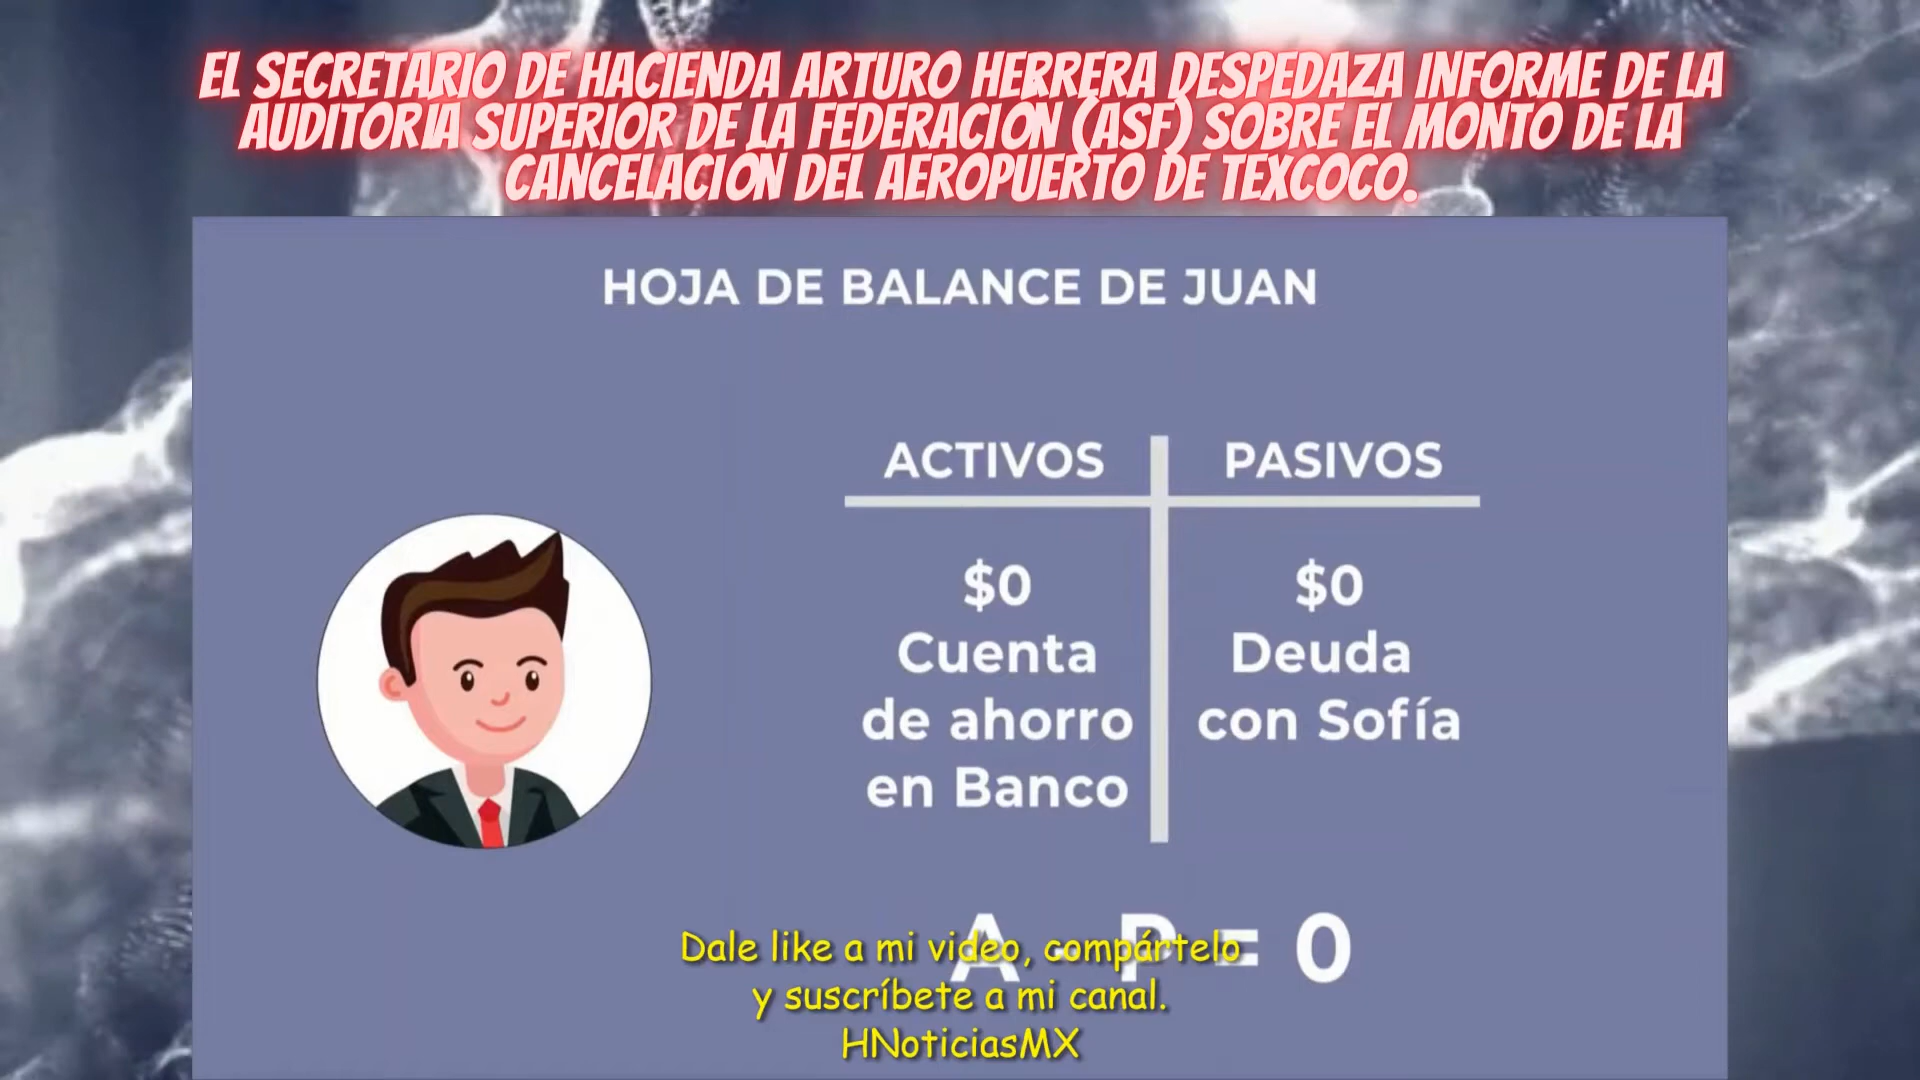 EL SECRETARIO DE HACIENDA ARTURO HERRERA DESPEDAZA INFORME DE LA
AUDITORÍA SUPERIOR DE LA FEDERACIÓN (ASF) SOBRE EL MONTO DE LA
CANCELACIÓN DEL AEROPUERTO DE TEXCOCO.
HOJA DE BALANCE DE JUAN
ACTIVOS
$0
Cuenta
de ahorro
en Banco
PASIVOS
$0
Deuda
con Sofía
A - P = 0
Dale like a mi video, compártelo
y suscríbete a mi canal.
HNoticiasMX